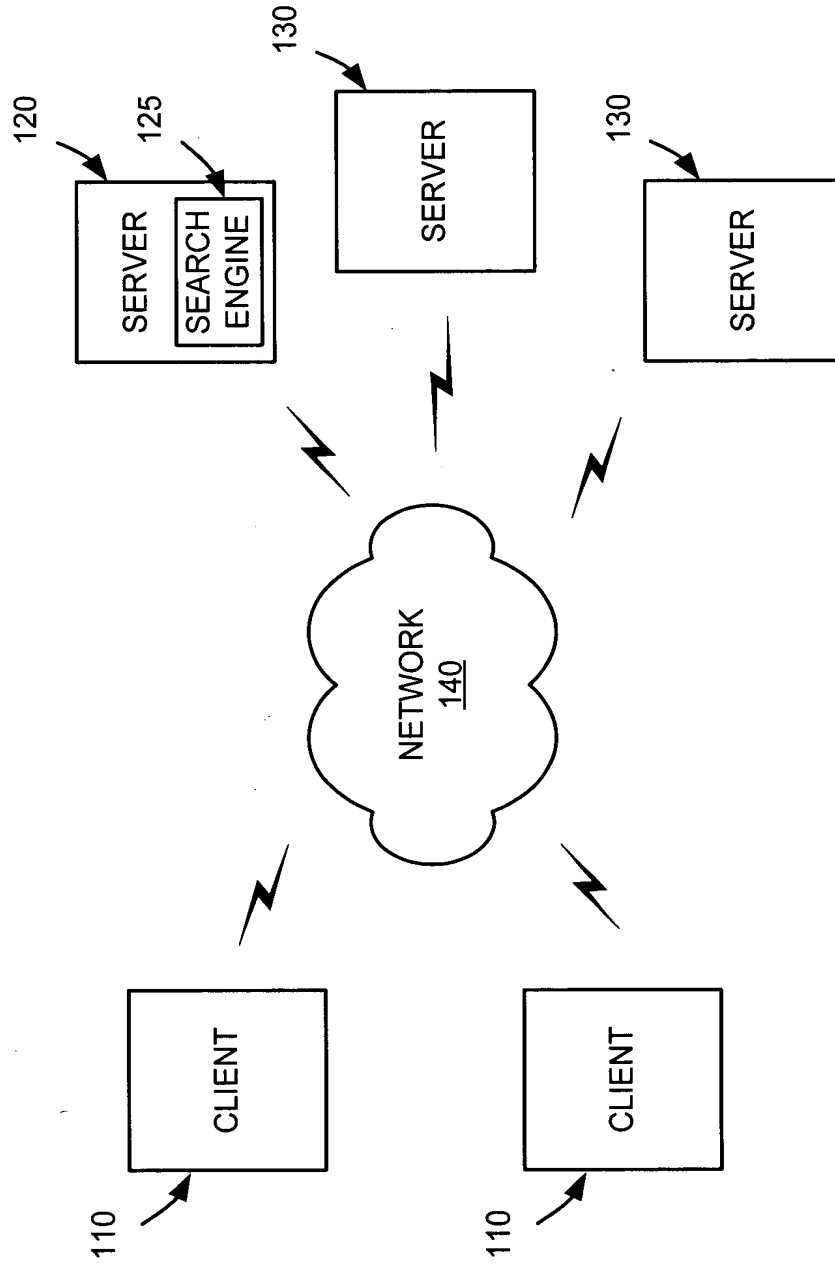 120
SERVER
125
SEARCH
ENGINE
130
SERVER
130
SERVER
NETWORK
140
110
CLIENT
110
CLIENT